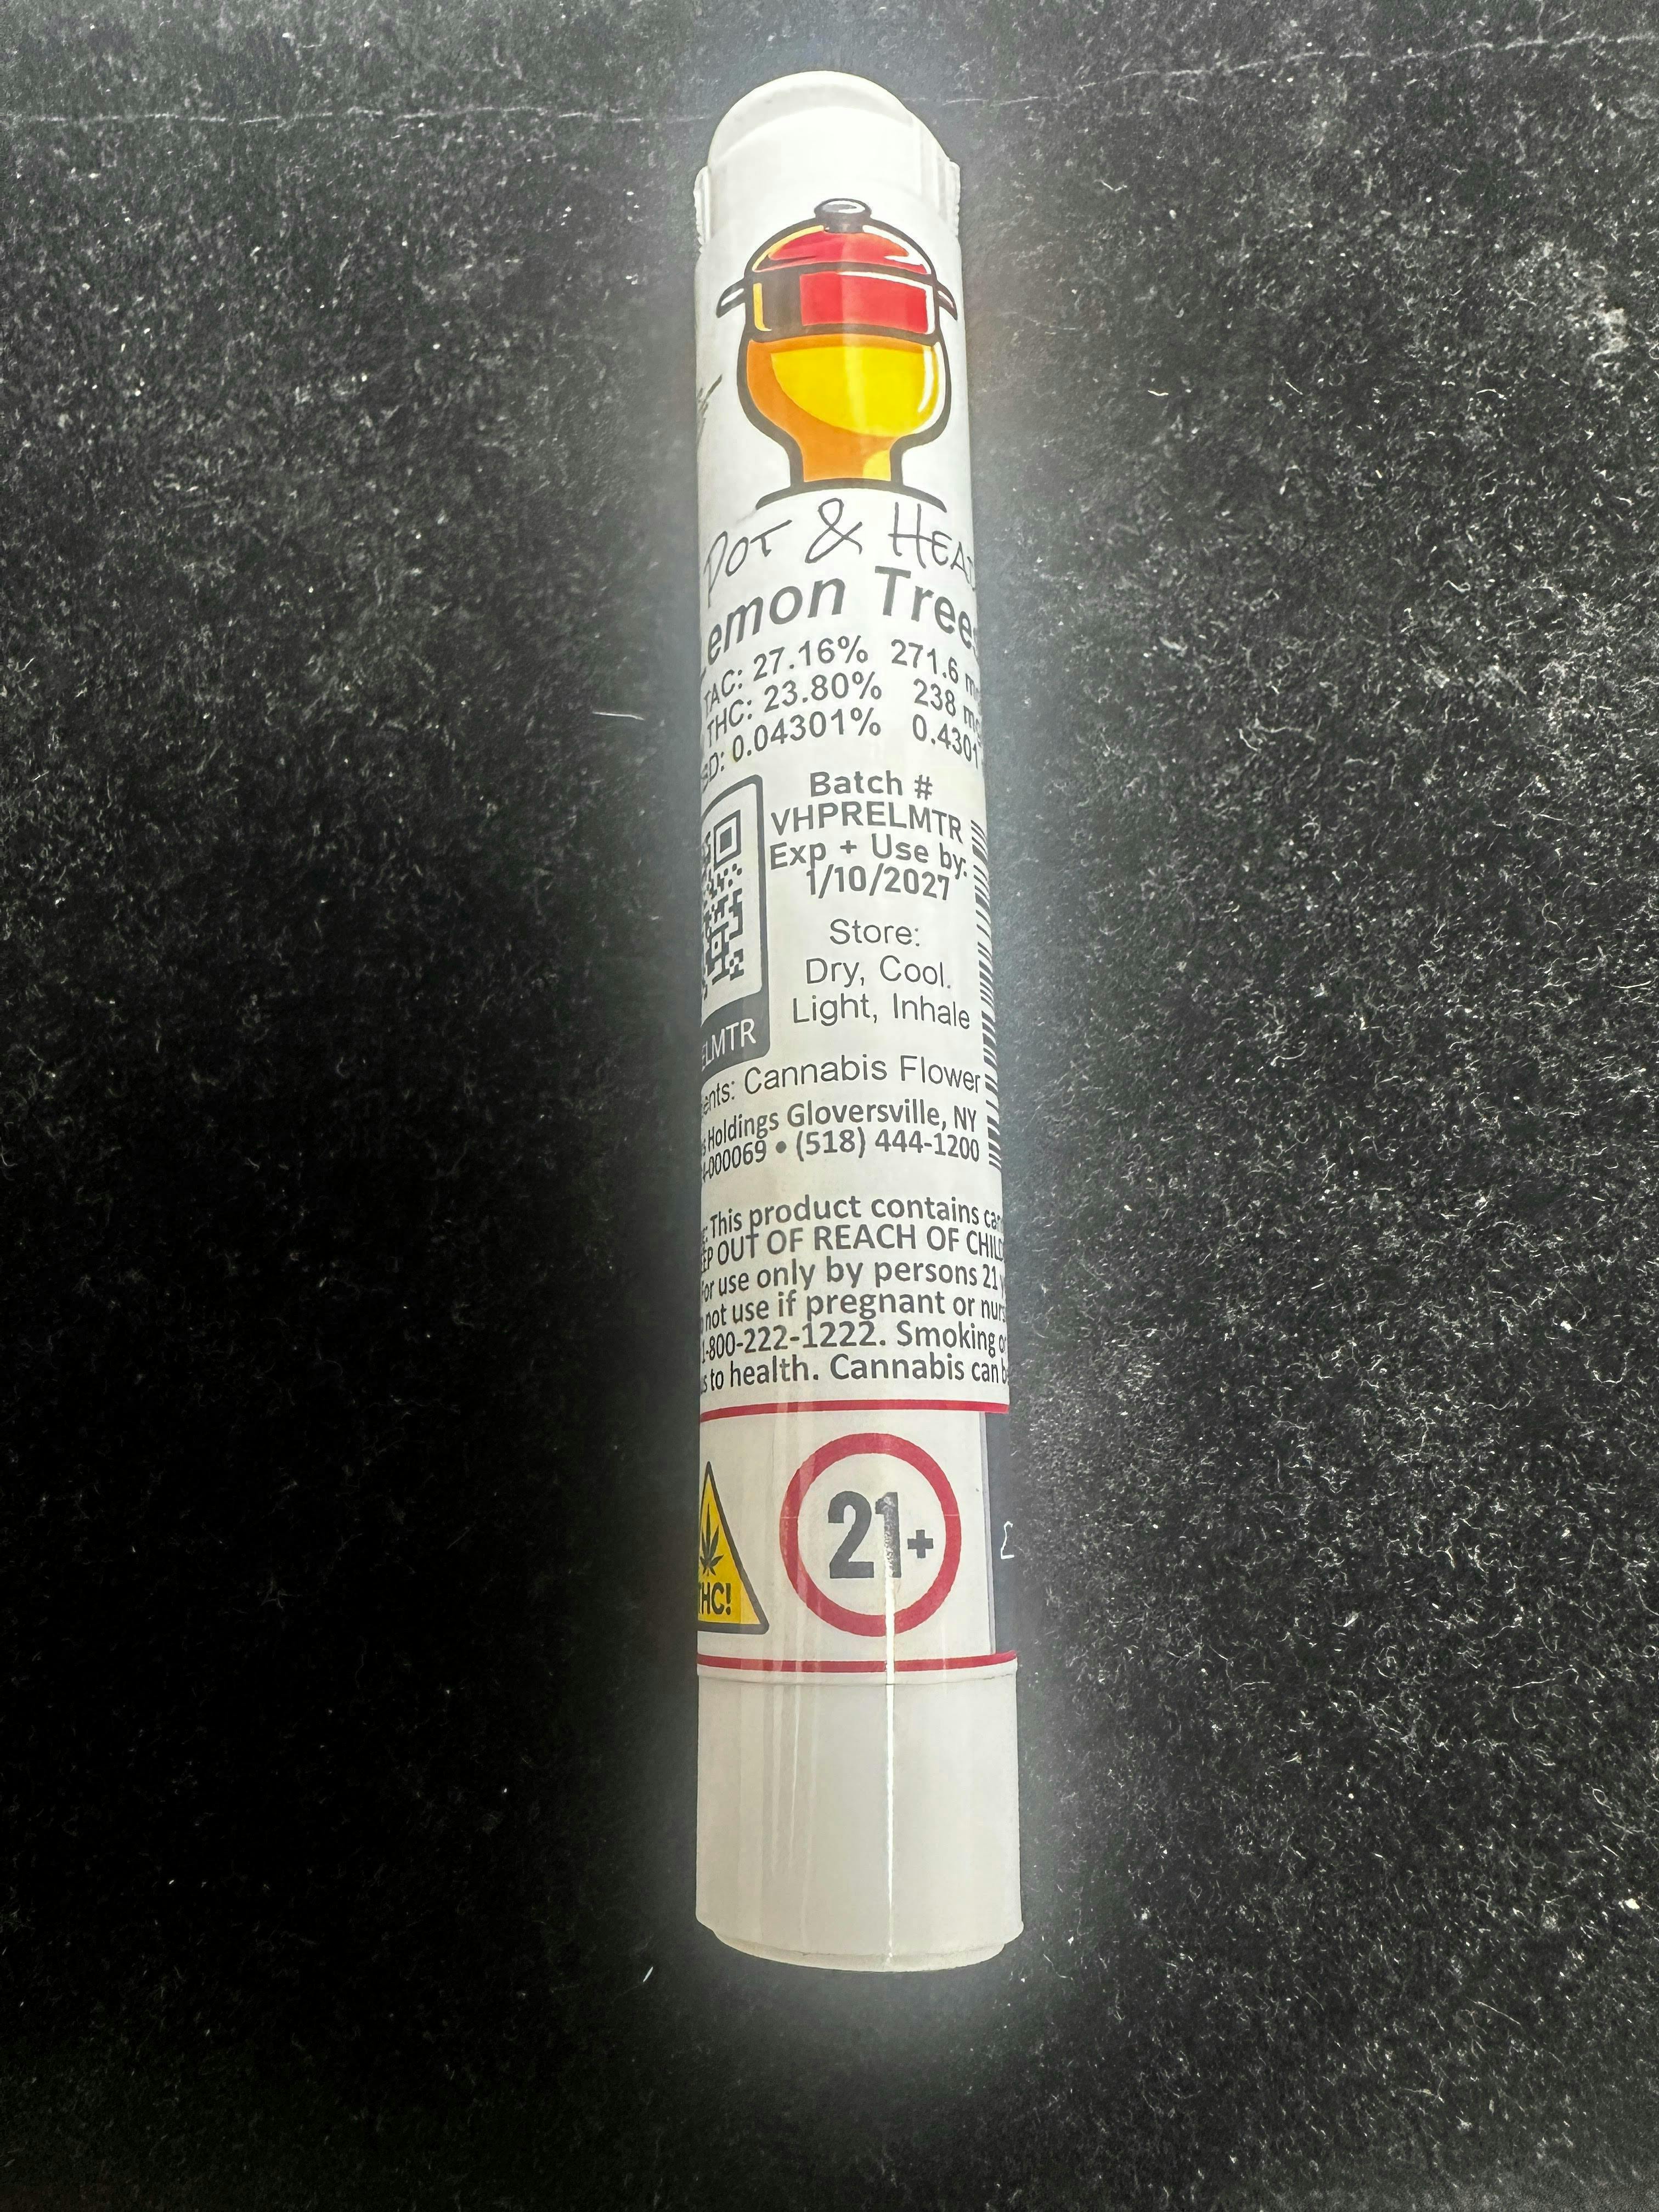 POT & HEAD
Lemon Trees
TAC: 27.16% 271.6
THC: 23.80% 238
0.04301% 0.4301
Batch #
VHPRELMTR
Exp + Use by:
1/10/2027
Store:
Dry, Cool.
Light, Inhale
ELMTR
Cannabis Flower
Holdings Gloversville, NY
-000069 • (518) 444-1200
This product contains
OUT OF REACH OF
for use only by persons 21
not use if pregnant or
1-800-222-1222. Smoking
to health. Cannabis can
THC!
21+